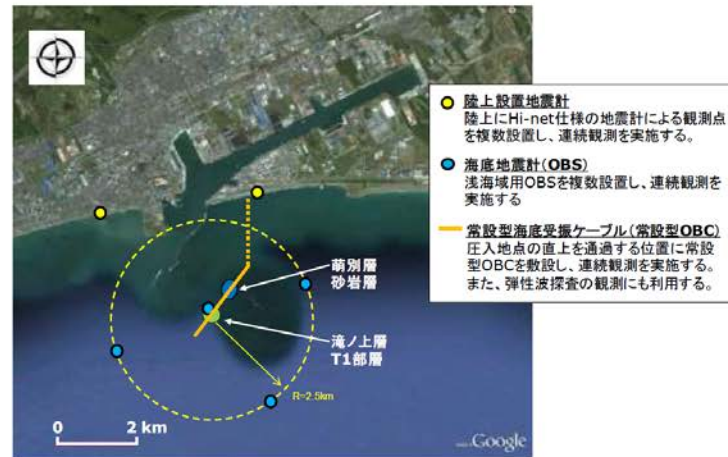 陸上設置地震計
陸上にHi-net仕様の地震計による観測点
を複数設置し、連続観測を実施する。
海底地震計(OBS)
浅海域用OBSを複数設置し、連続観測を
実施する
常設型海底受振ケーブル(常設型OBC)
圧入地点の直上を通過する位置に常設
型OBCを敷設し、連続観測を実施する。
また、弾性波探査の観測にも利用する。
萌別層
砂岩層
滝ノ上層
T1部層
R=2.5km
0 2 km
Google